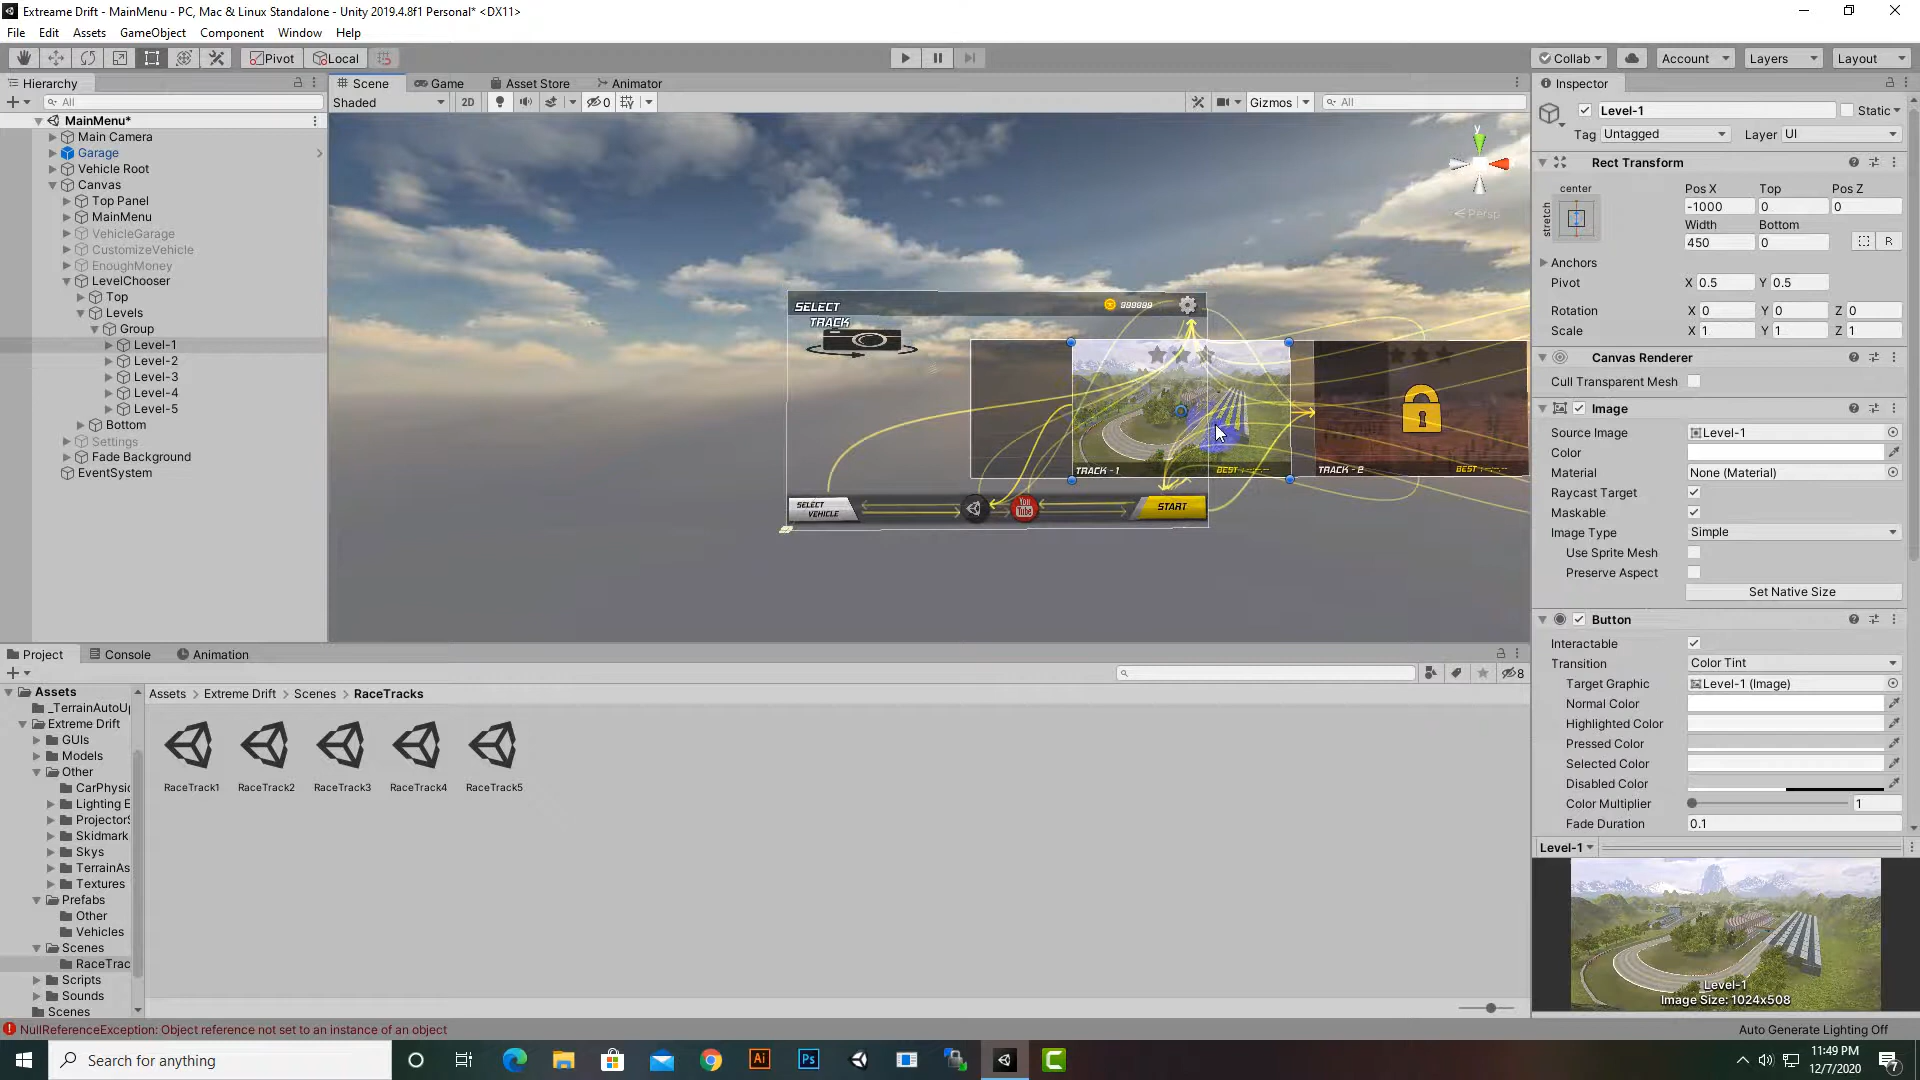 Extreame Drift - MainMenu - PC, Mac & Linux Standalone - Unity 2019.4.8f1 Personal* <DX11>
File Edit Assets GameObject Component Window Help
Pivot Local Collab Account Layers Layout
Hierarchy
All
MainMenu*
Main Camera
Garage
Vehicle Root
Canvas
Top Panel
MainMenu
VehicleGarage
CustomizeVehicle
EnoughMoney
LevelChooser
Top
Levels
Group
Level-1
Level-2
Level-3
Level-4
Level-5
Bottom
Settings
Fade Background
EventSystem
Scene Game Asset Store Animator
Shaded 2D 0 Gizmos All
y
Persp
SELECT
TRACK
999999
TRACK -1
TRACK - 2
SELECT
VEHICLE
You
Tube
START
Inspector
Level-1 Static
Tag Untagged Layer UI
Rect Transform
center
stretch
Pos X Top Pos Z
-1000 0 0
Width Bottom
450 0
R
Anchors
Pivot X 0.5 Y 0.5
Rotation X 0 Y 0 Z 0
Scale X 1 Y 1 Z 1
Canvas Renderer
Cull Transparent Mesh
Image
Source Image Level-1
Color
Material None (Material)
Raycast Target
Maskable
Image Type Simple
Use Sprite Mesh
Preserve Aspect
Set Native Size
Button
Interactable
Transition Color Tint
Target Graphic Level-1 (Image)
Normal Color
Highlighted Color
Pressed Color
Selected Color
Disabled Color
Color Multiplier 1
Fade Duration 0.1
Level-1
Level-1
Image Size: 1024x508
Project Console Animation
8
Assets
_TerrainAutoU
Extreme Drift
GUIs
Models
Other
CarPhysic
Lighting E
Projector
Skidmark
Skys
TerrainAs
Textures
Prefabs
Other
Vehicles
Scenes
RaceTrac
Scripts
Sounds
Scenes
Assets > Extreme Drift > Scenes > RaceTracks
RaceTrack1 RaceTrack2 RaceTrack3 RaceTrack4 RaceTrack5
NullReferenceException: Object reference not set to an instance of an object
Auto Generate Lighting Off
Search for anything
Ai
Ps
11:49 PM
12/7/2020
7